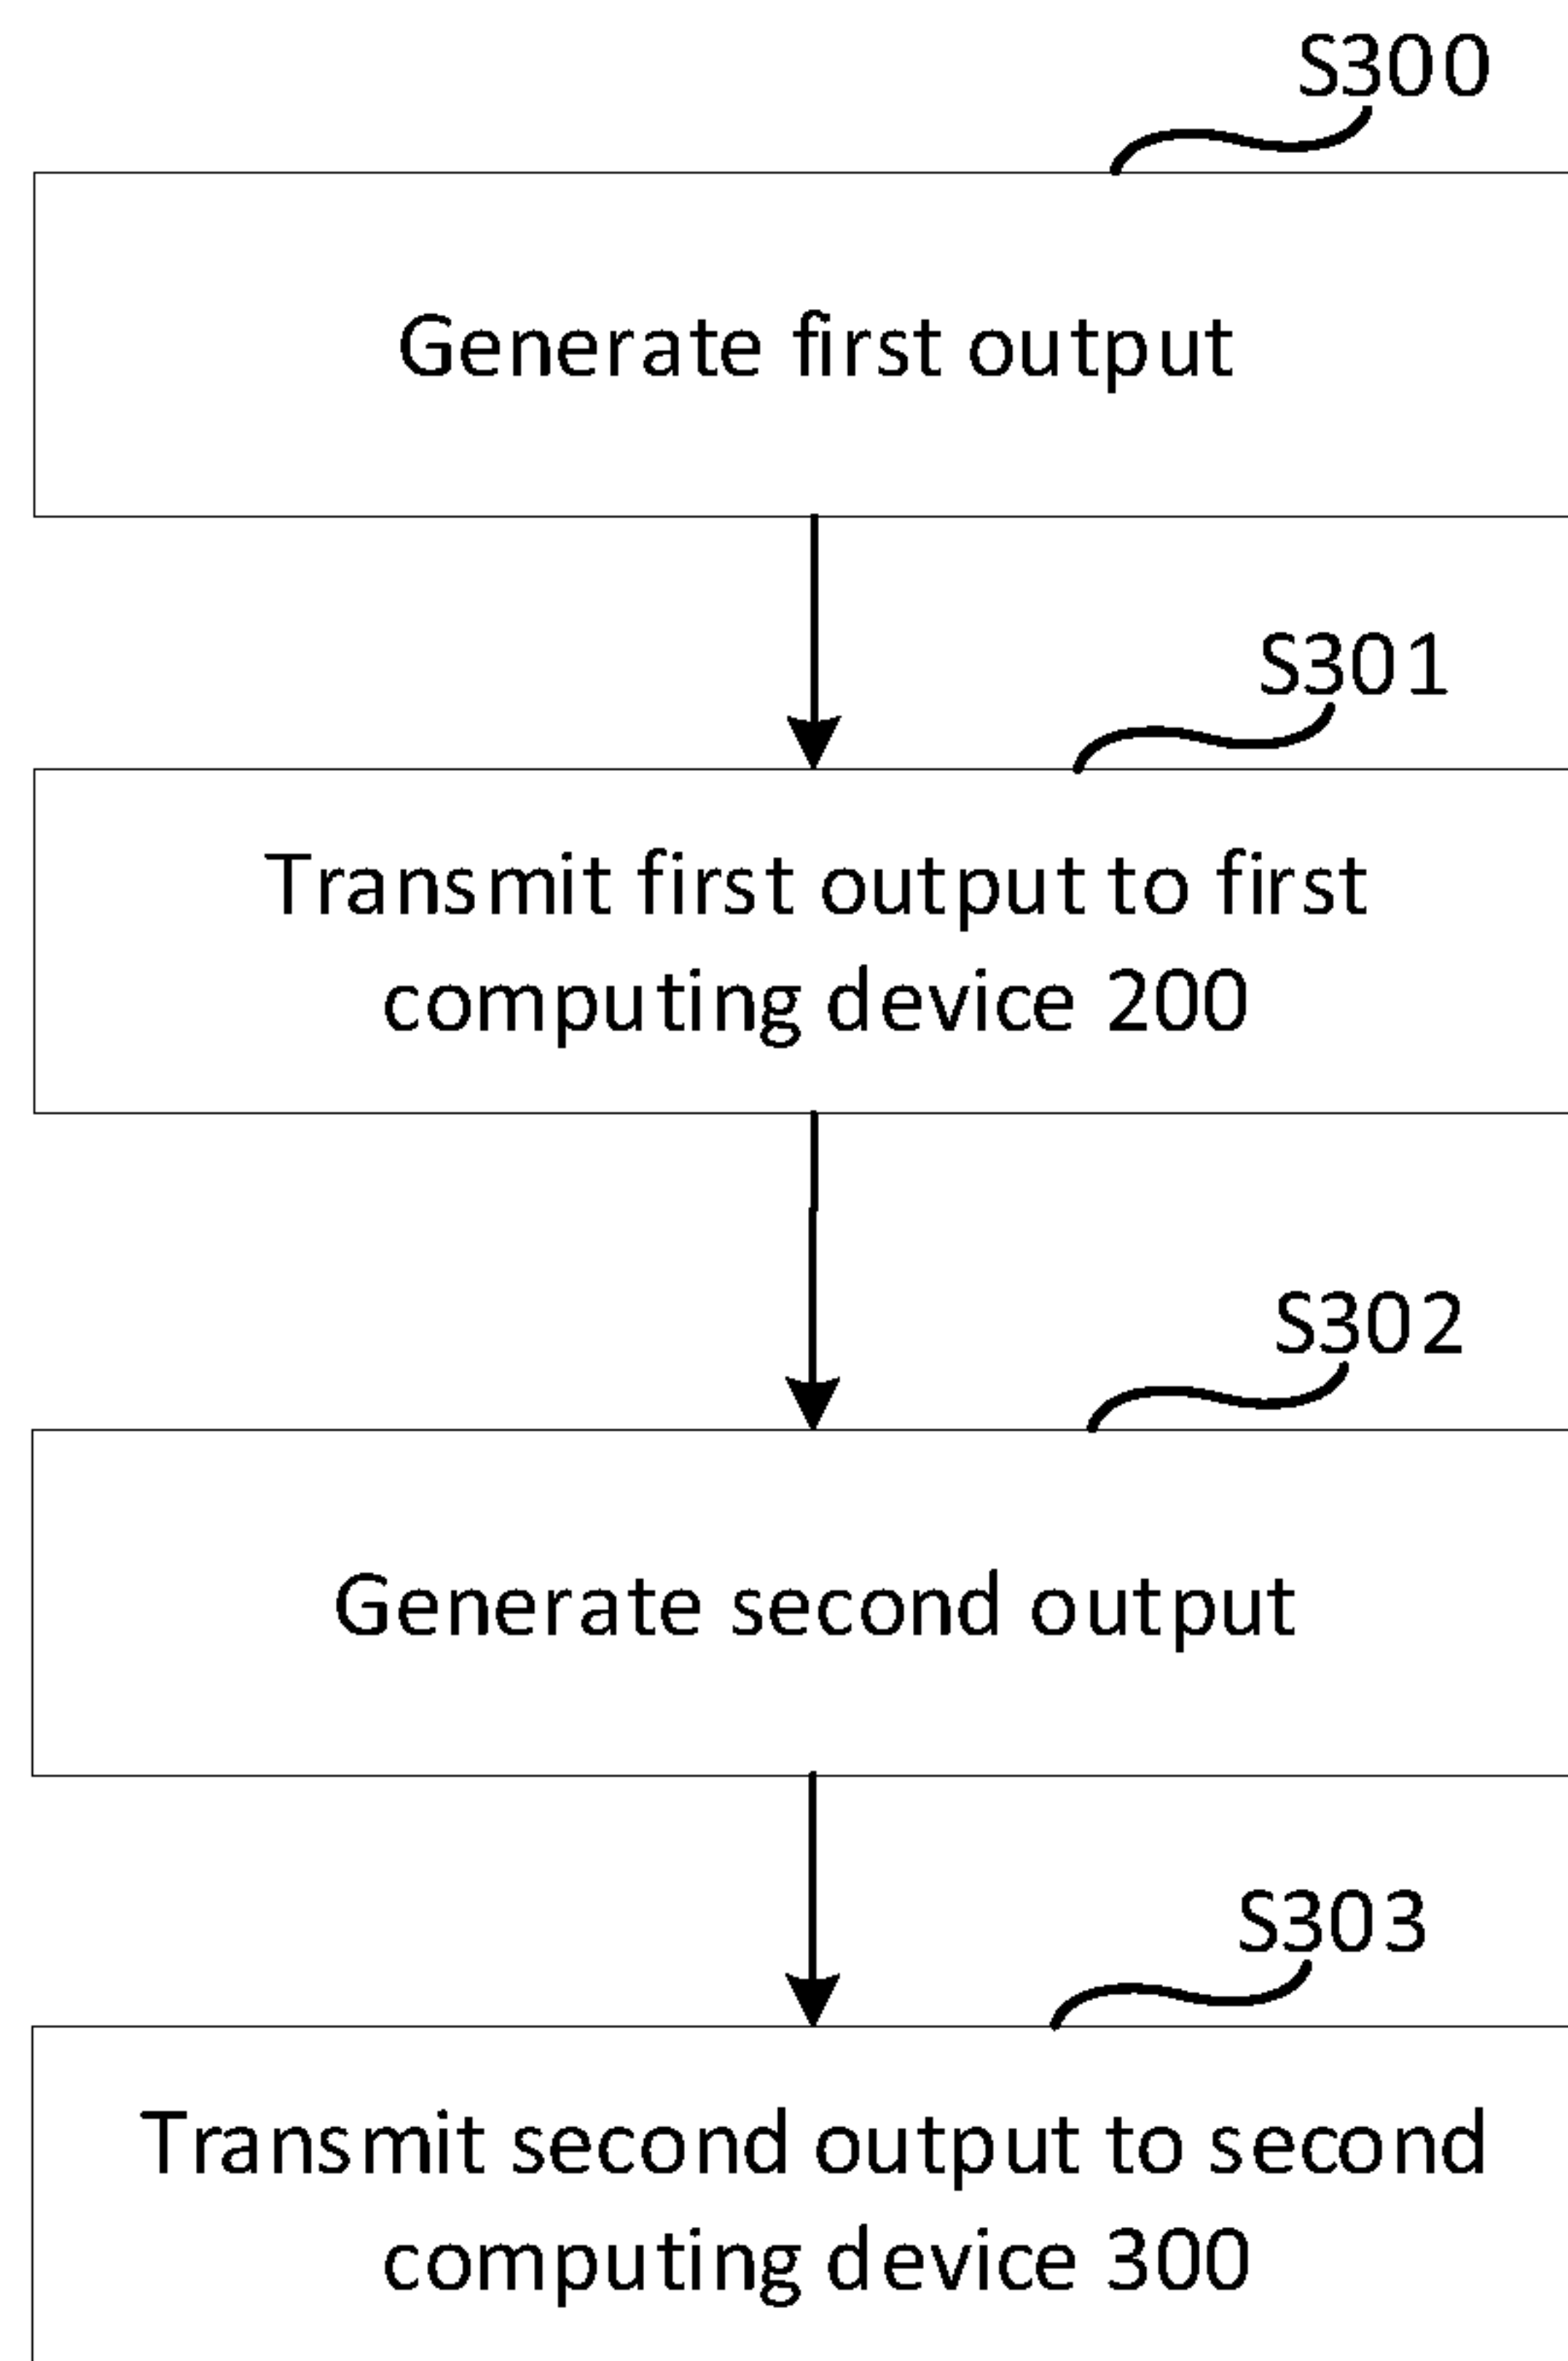 S300
Generate first output
S301
Transmit first output to first
computing device 200
S302
Generate second output
S303
Transmit second output to second
computing device 300